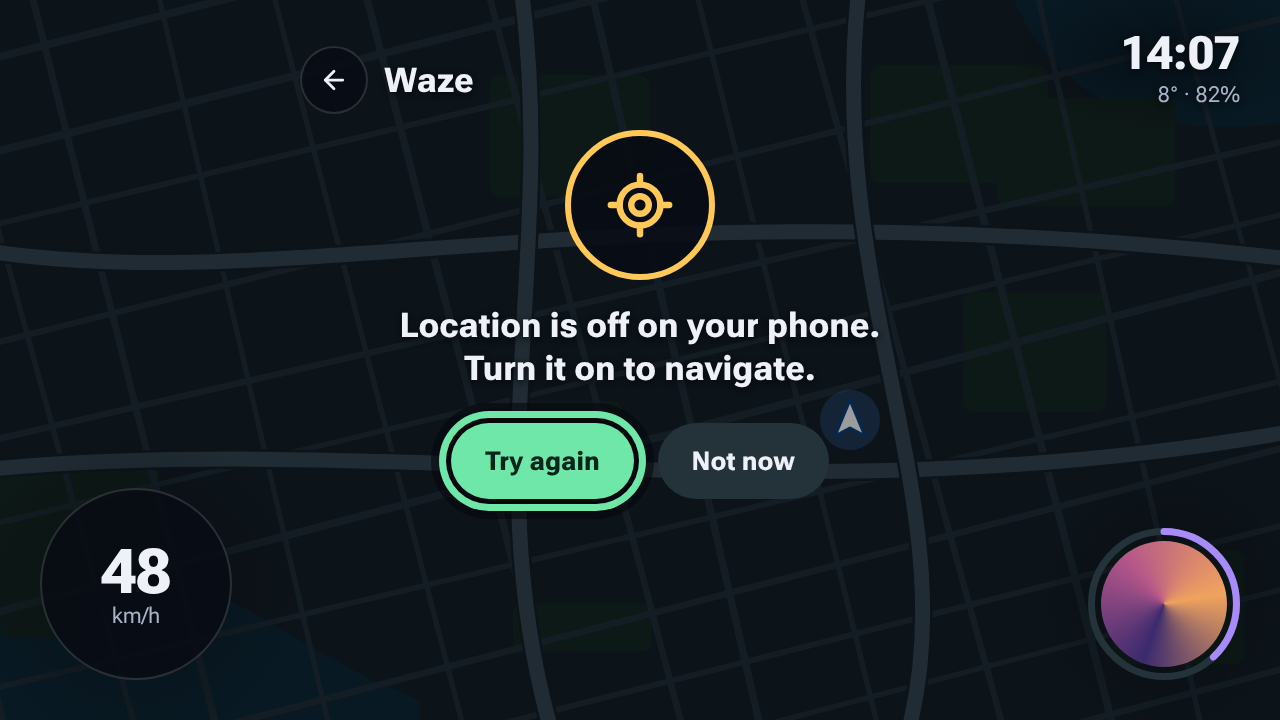 Waze
14:07
8° · 82%
Location is off on your phone.
Turn it on to navigate.
Try again
Not now
48
km/h